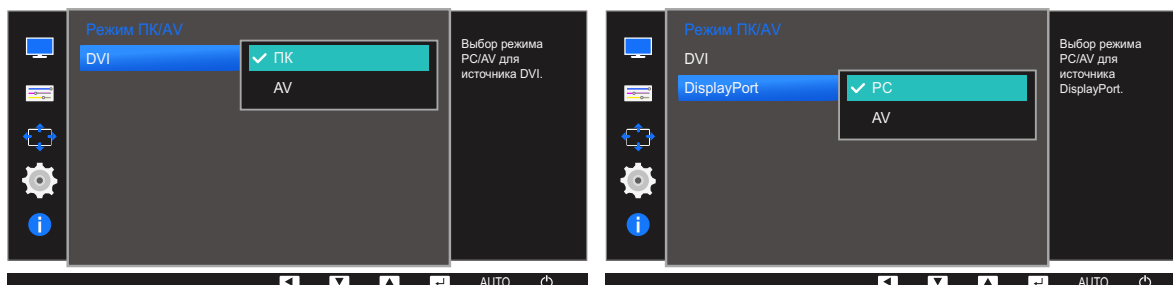 Режим ПК/AV
DVI
ПК
AV
Выбор режима
PC/AV для
источника DVI.
AUTO
Режим ПК/AV
DVI
DisplayPort
PC
AV
Выбор режима
PC/AV для
источника
DisplayPort.
AUTO